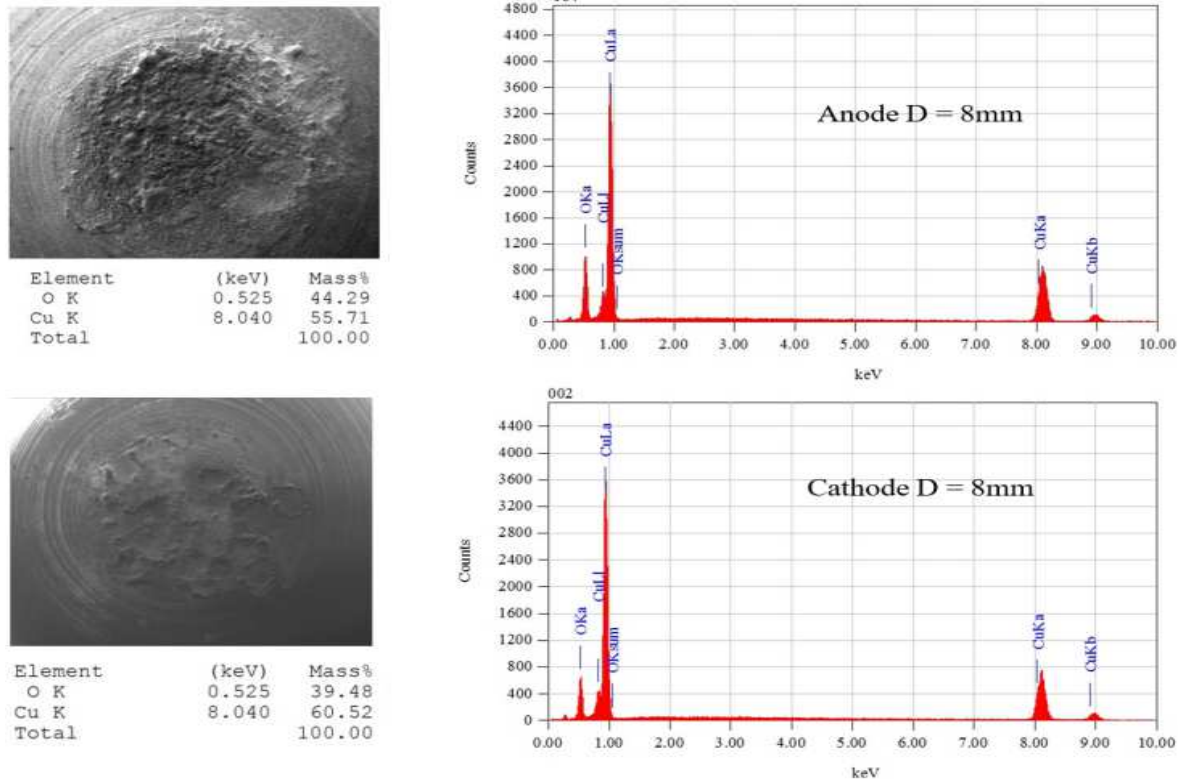 Element (keV) Mass%
O K 0.525 44.29
Cu K 8.040 55.71
Total 100.00
4800
4400
4000
3600
3200
2800
2400
2000
1600
1200
800
400
0
Counts
OKa
CuLl
CuLa
OKsum
Anode D = 8mm
CuKa
CuKb
0.00 1.00 2.00 3.00 4.00 5.00 6.00 7.00 8.00 9.00 10.00
keV
Element (keV) Mass%
O K 0.525 39.48
Cu K 8.040 60.52
Total 100.00
002
4400
4000
3600
3200
2800
2400
2000
1600
1200
800
400
0
Counts
OKa
CuLl
CuLa
OKsum
Cathode D = 8mm
CuKa
CuKb
0.00 1.00 2.00 3.00 4.00 5.00 6.00 7.00 8.00 9.00 10.00
keV